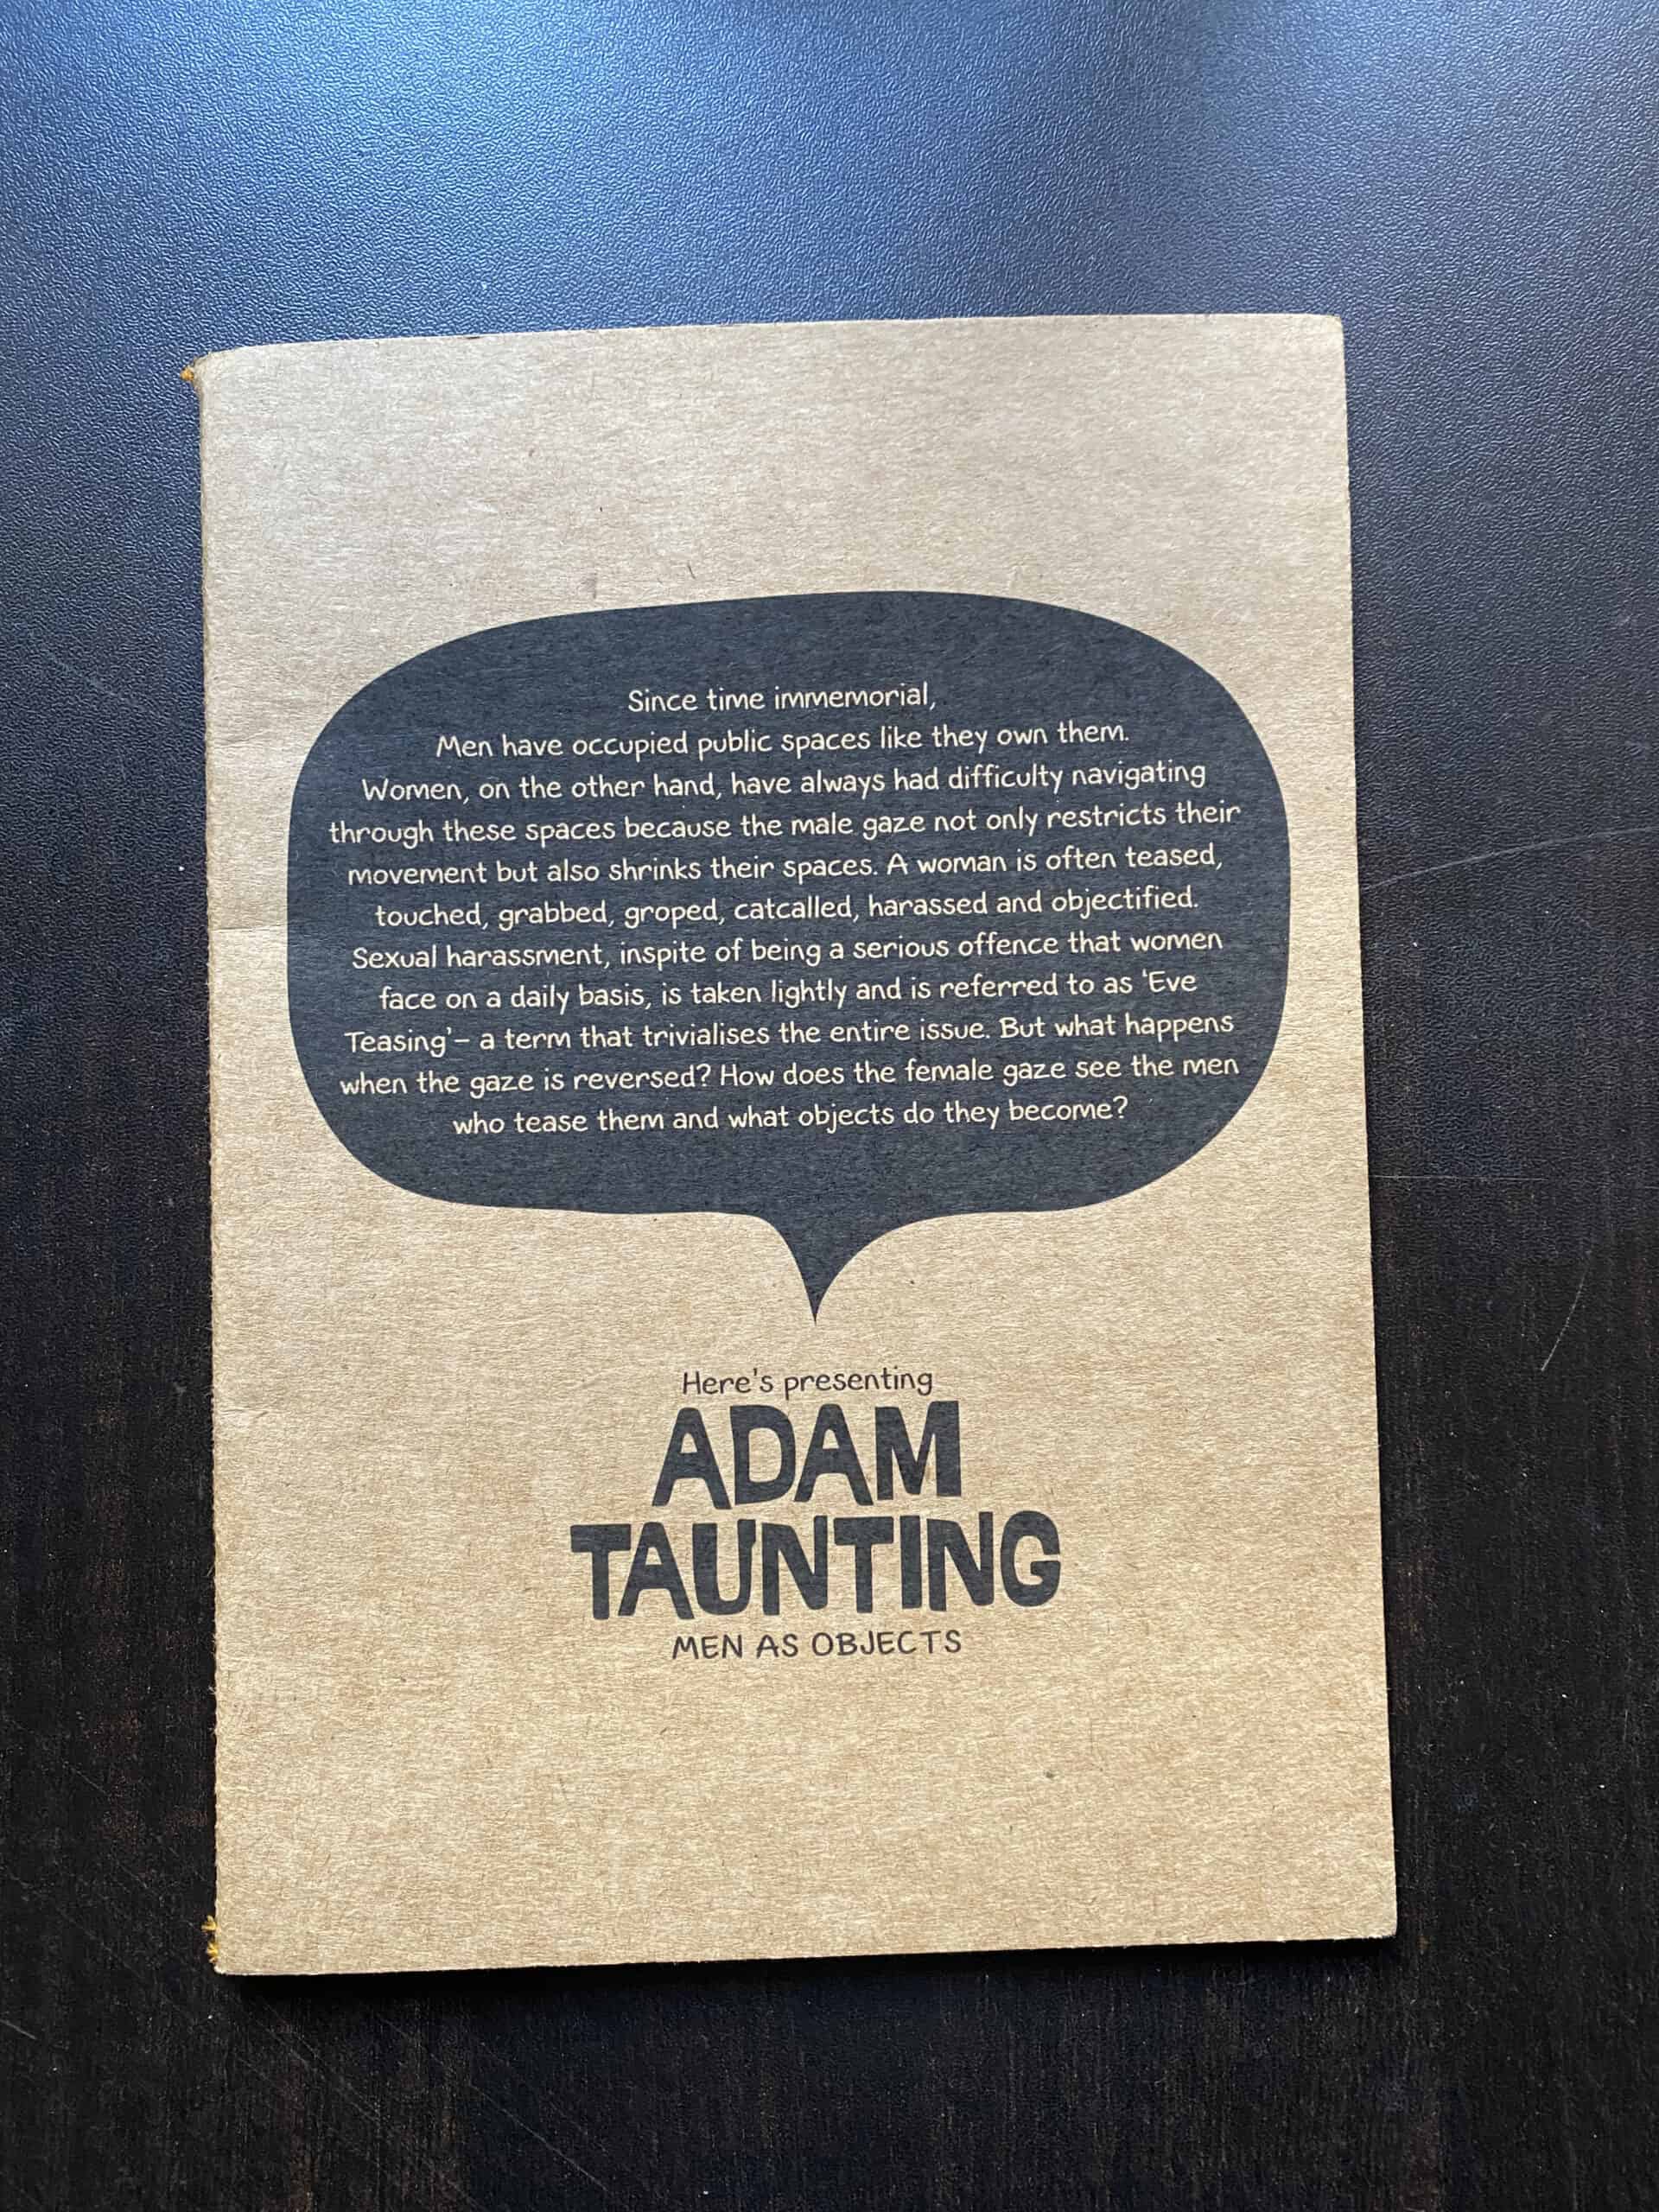 Since time immemorial,
Men have occupied public spaces like they own them.
Women, on the other hand, have always had difficulty navigating
through these spaces because the male gaze not only restricts their
movement but also shrinks their spaces. A woman is often teased,
touched, grabbed, groped, catcalled, harassed and objectified.
Sexual harassment, inspite of being a serious offence that women
face on a daily basis, is taken lightly and is referred to as ‘Eve
Teasing’– a term that trivialises the entire issue. But what happens
when the gaze is reversed? How does the female gaze see the men
who tease them and what objects do they become?
Here's presenting
ADAM
TAUNTING
MEN AS OBJECTS